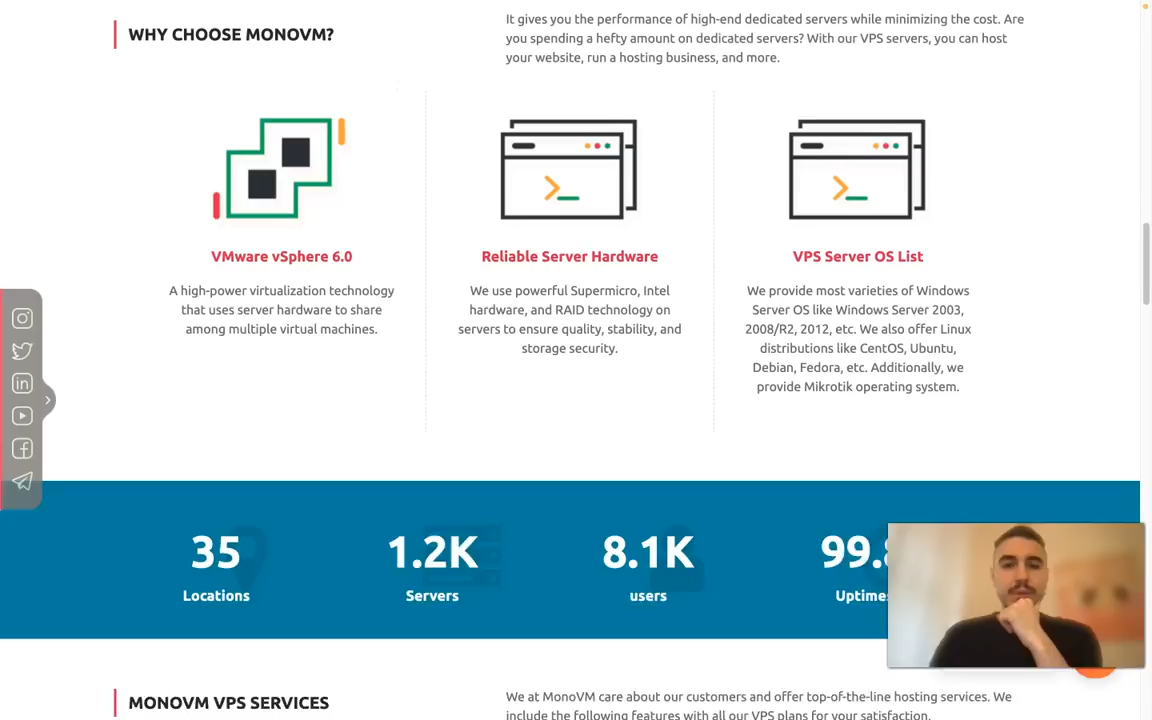 WHY CHOOSE MONOVM?
It gives you the performance of high-end dedicated servers while minimizing the cost. Are
you spending a hefty amount on dedicated servers? With our VPS servers, you can host
your website, run a hosting business, and more.
VMware vSphere 6.0
A high-power virtualization technology
that uses server hardware to share
among multiple virtual machines.
Reliable Server Hardware
We use powerful Supermicro, Intel
hardware, and RAID technology on
servers to ensure quality, stability, and
storage security.
VPS Server OS List
We provide most varieties of Windows
Server OS like Windows Server 2003,
2008/R2, 2012, etc. We also offer Linux
distributions like CentOS, Ubuntu,
Debian, Fedora, etc. Additionally, we
provide Mikrotik operating system.
35
Locations
1.2K
Servers
8.1K
users
99.
Uptime
MONOVM VPS SERVICES
We at MonoVM care about our customers and offer top-of-the-line hosting services. We
include the following features with all our VPS plans for your satisfaction.